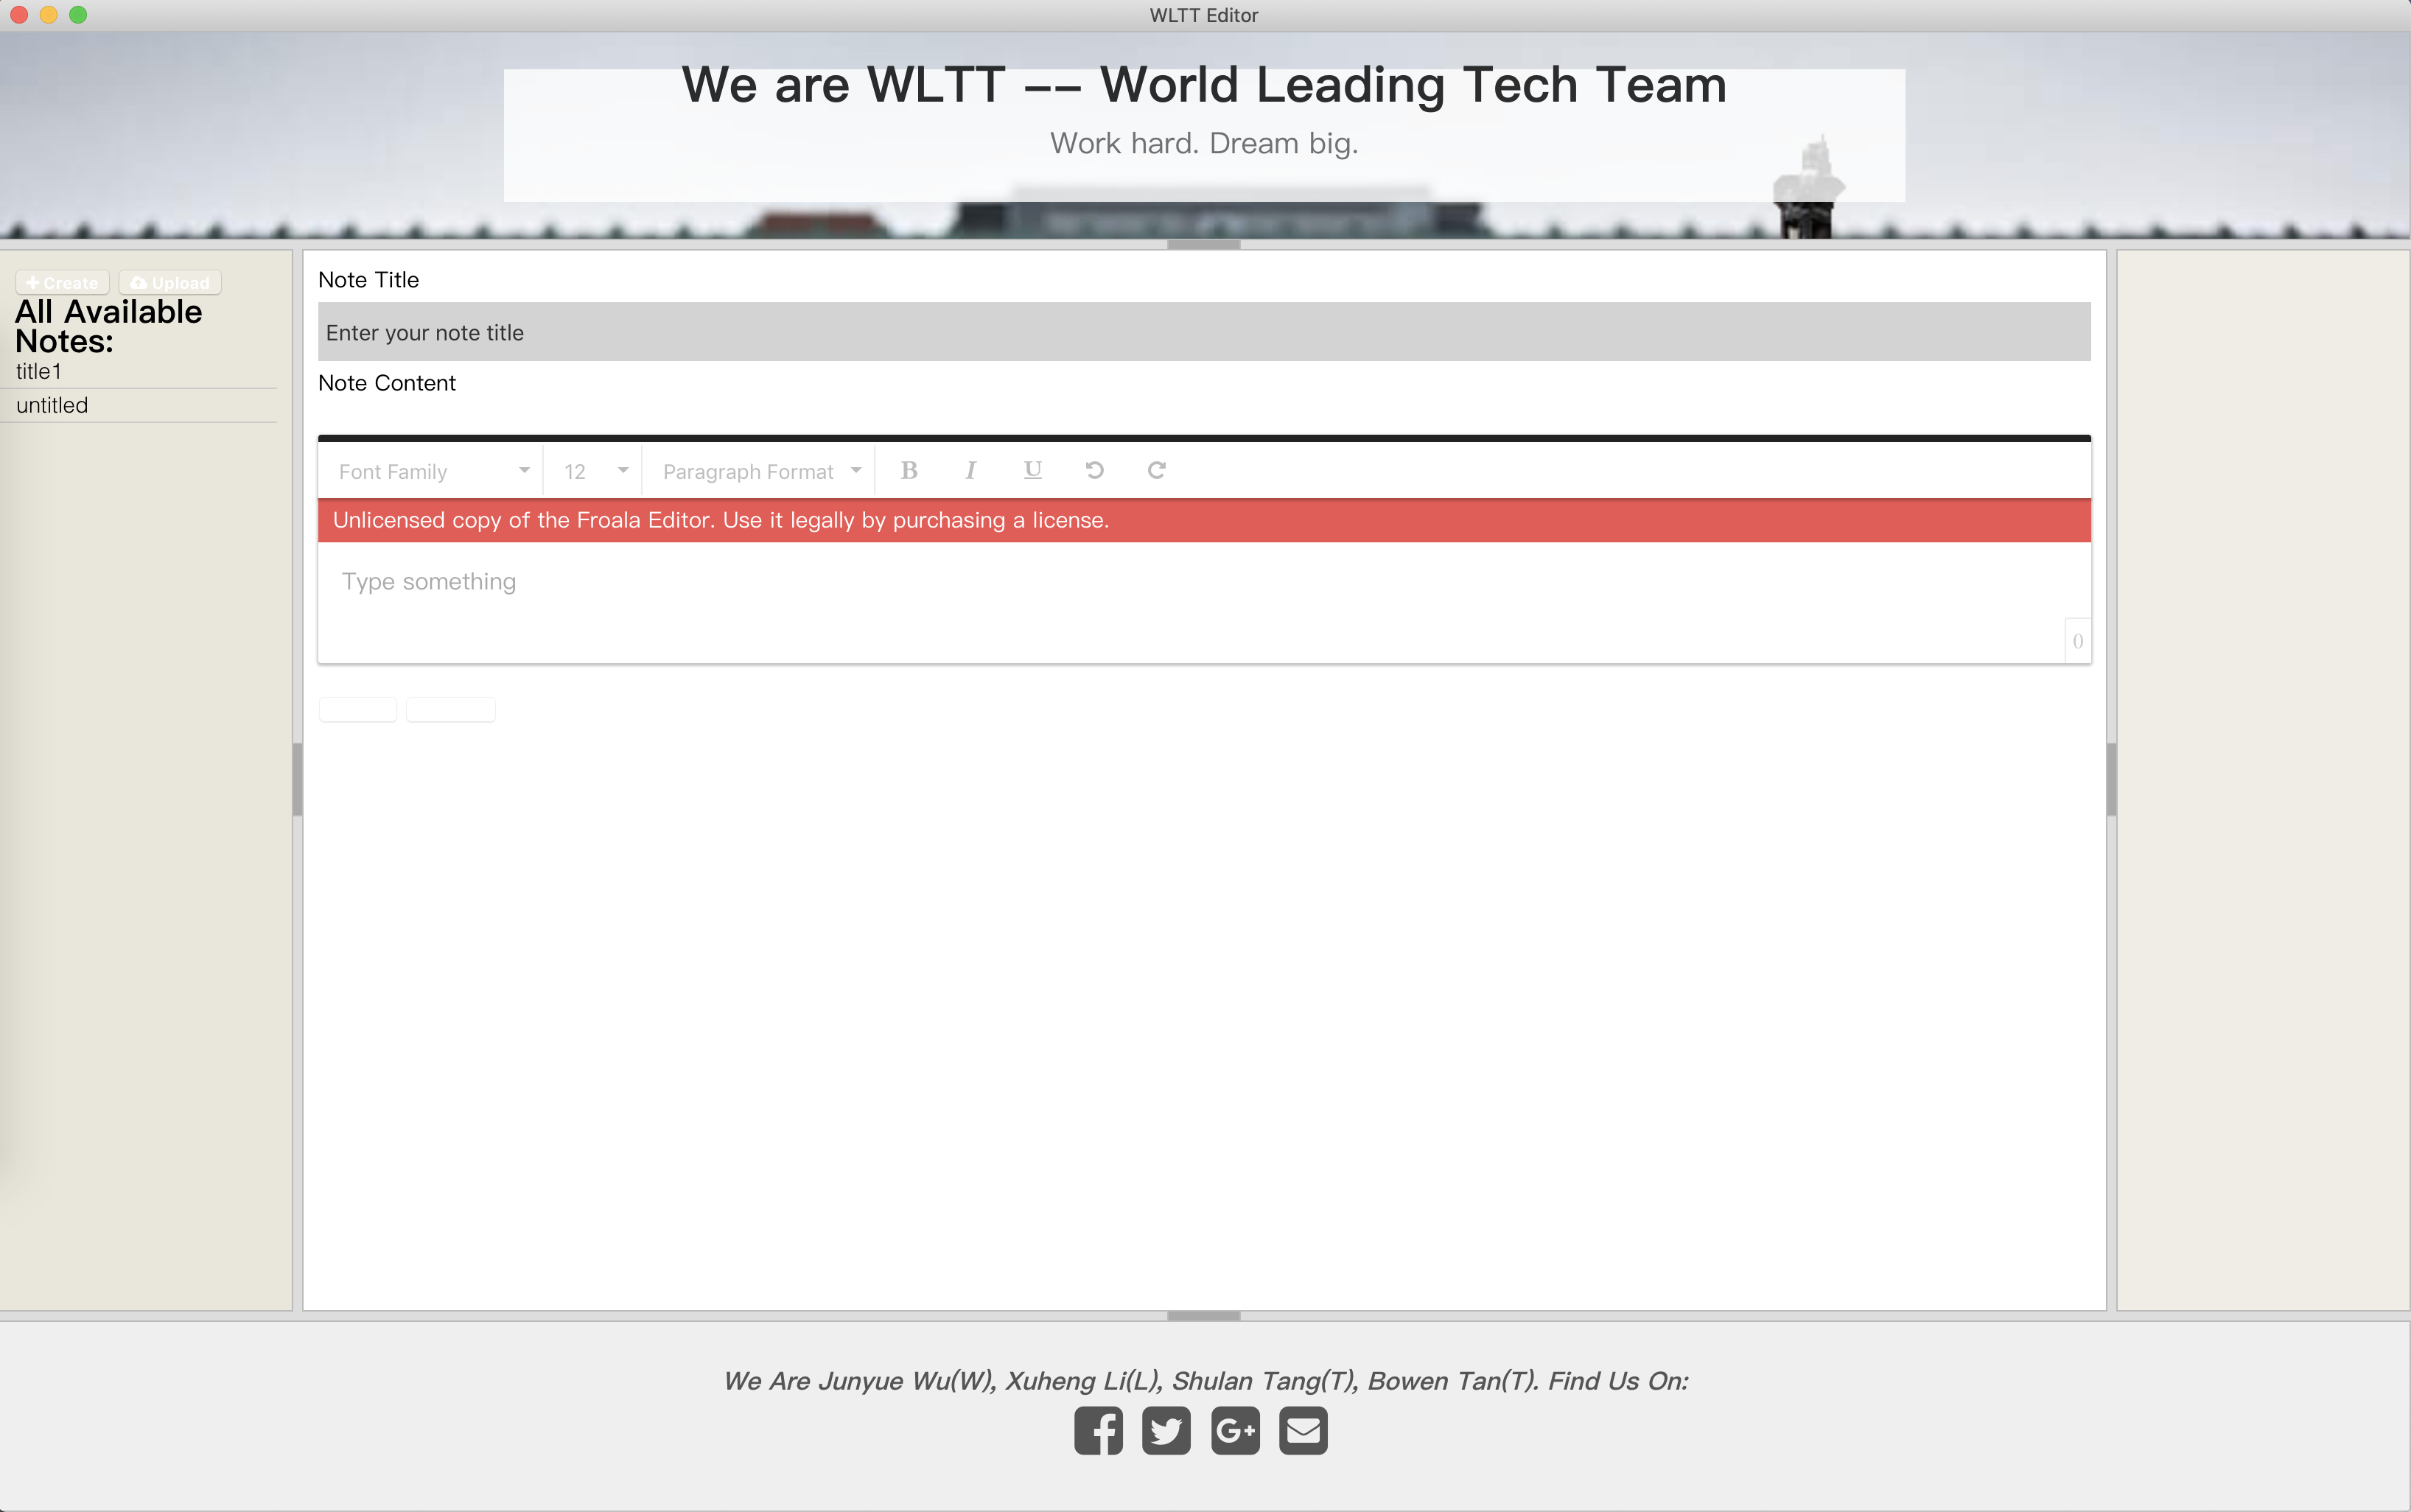 WLTT Editor
We are WLTT -- World Leading Tech Team
Work hard. Dream big.
Create Upload
All Available
Notes:
title1
untitled
Note Title
Enter your note title
Note Content
Font Family 12 Paragraph Format B I U
Unlicensed copy of the Froala Editor. Use it legally by purchasing a license.
Type something
0
We Are Junyue Wu(W), Xuheng Li(L), Shulan Tang(T), Bowen Tan(T). Find Us On: